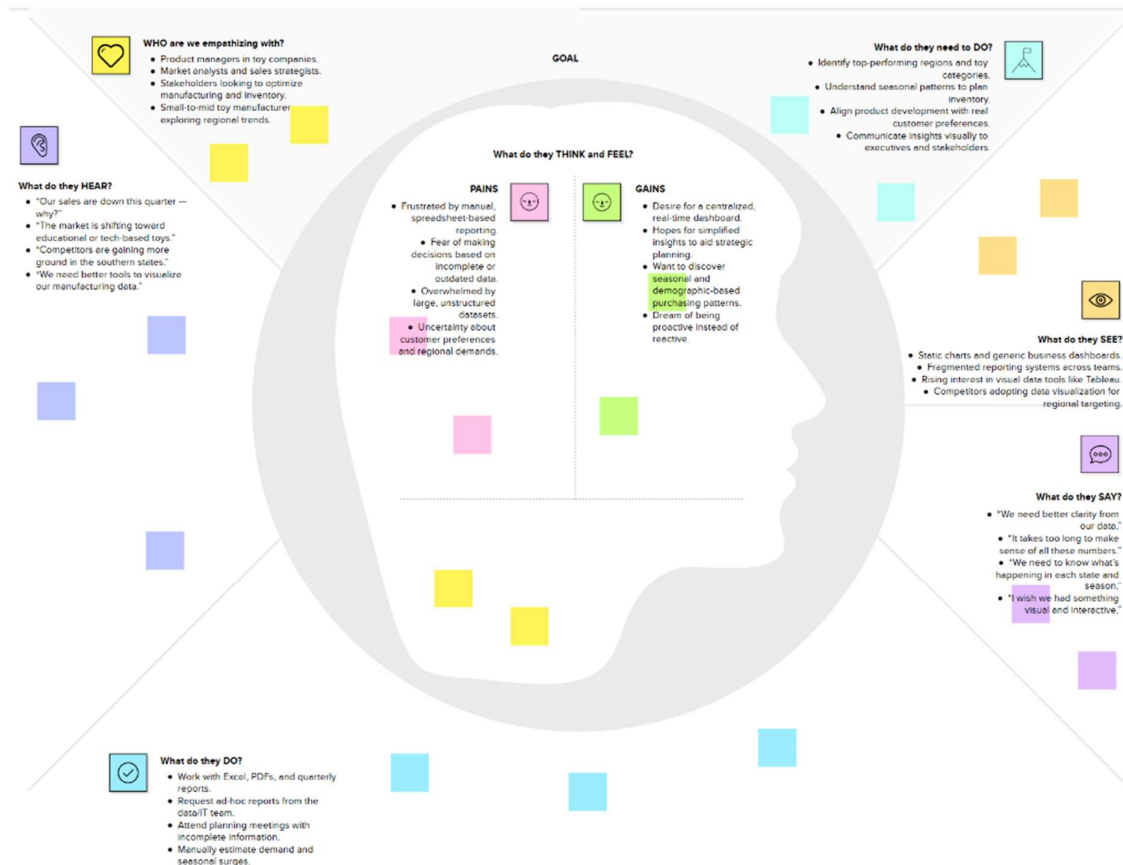 WHO are we empathizing with?
• Product managers in toy companies.
• Market analysts and sales strategists.
• Stakeholders looking to optimize
manufacturing and inventory.
• Small-to-mid toy manufacturer
exploring regional trends.
GOAL
What do they need to DO?
• Identify top-performing regions and toy
categories.
• Understand seasonal patterns to plan
inventory.
• Align product development with real
customer preferences.
• Communicate insights visually to
executives and stakeholders.
What do they HEAR?
• “Our sales are down this quarter —
why?”
• “The market is shifting toward
educational or tech-based toys.”
• “Competitors are gaining more
ground in the southern states.”
• “We need better tools to visualize
our manufacturing data.”
What do they THINK and FEEL?
PAINS
• Frustrated by manual,
spreadsheet-based
reporting.
• Fear of making
decisions based on
incomplete or
outdated data.
• Overwhelmed by
large, unstructured
datasets.
• Uncertainty about
customer preferences
and regional demands.
GAINS
• Desire for a centralized,
real-time dashboard.
• Hopes for simplified
insights to aid strategic
planning.
• Want to discover
seasonal and
demographic-based
purchasing patterns.
• Dream of being
proactive instead of
reactive.
What do they SEE?
• Static charts and generic business dashboards.
• Fragmented reporting systems across teams.
• Rising interest in visual data tools like Tableau.
• Competitors adopting data visualization for
regional targeting.
What do they SAY?
• “We need better clarity from
our data.”
• “It takes too long to make
sense of all these numbers.”
• “We need to know what’s
happening in each state and
season.”
• “I wish we had something
visual and interactive.”
What do they DO?
• Work with Excel, PDFs, and quarterly
reports.
• Request ad-hoc reports from the
data/IT team.
• Attend planning meetings with
incomplete information.
• Manually estimate demand and
seasonal surges.